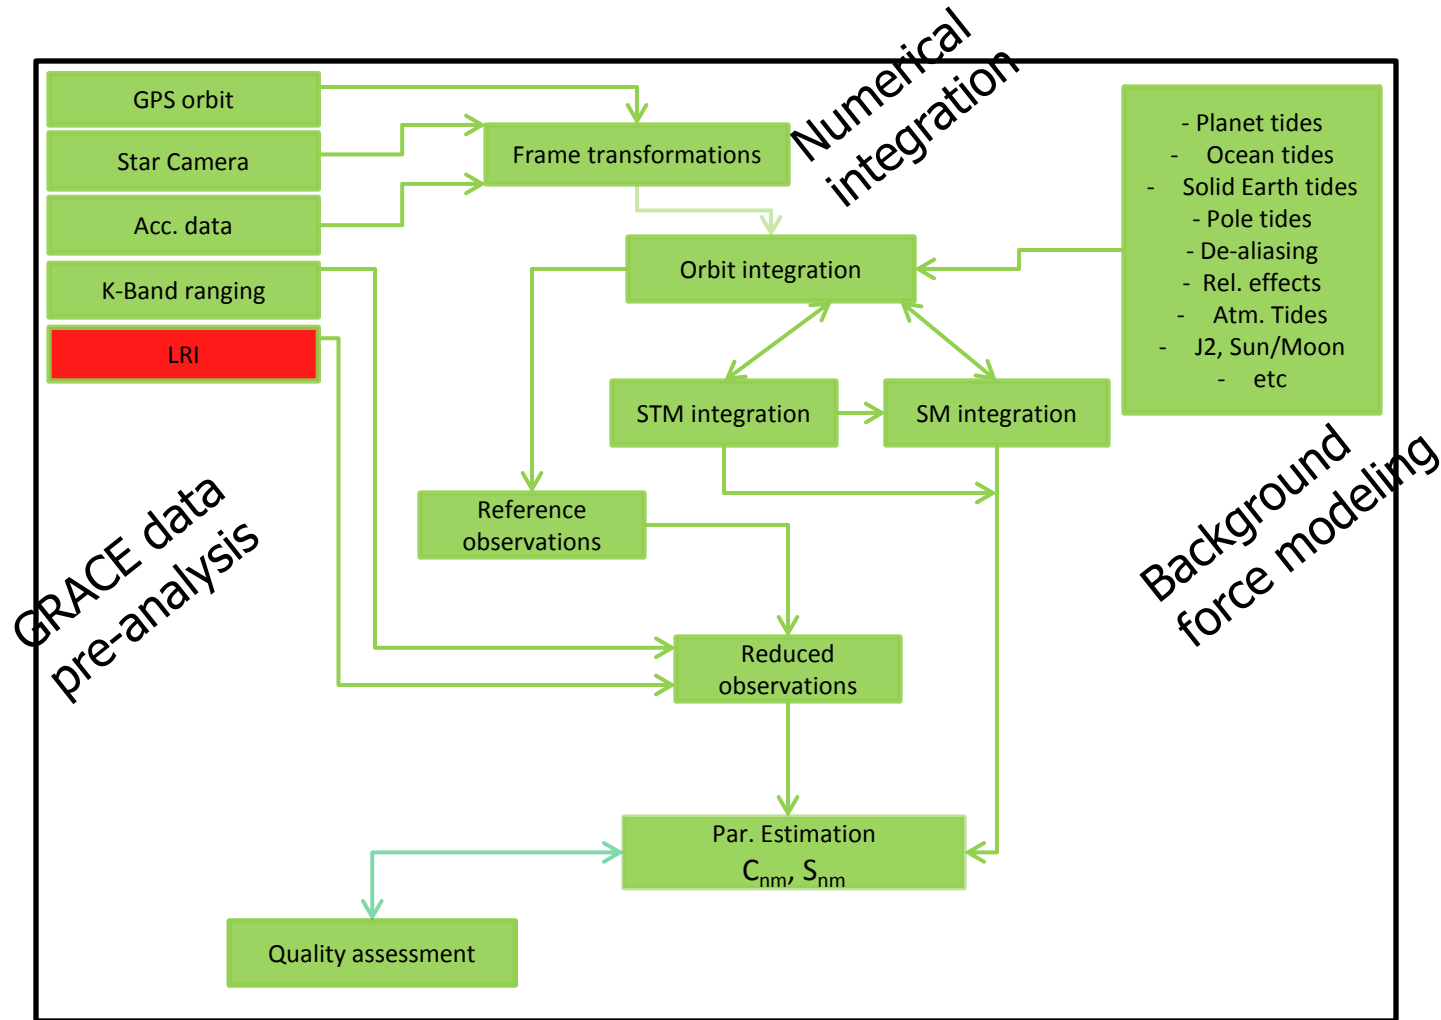 Numerical
integration
GPS orbit
Star Camera
Acc. data
K-Band ranging
LRI
Frame transformations
Orbit integration
- Planet tides
- Ocean tides
- Solid Earth tides
- Pole tides
- De-aliasing
- Rel. effects
- Atm. Tides
- J2, Sun/Moon
- etc
STM integration
SM integration
Background
force modeling
GRACE data
pre-analysis
Reference
observations
Reduced
observations
Par. Estimation
Cnm, Snm
Quality assessment